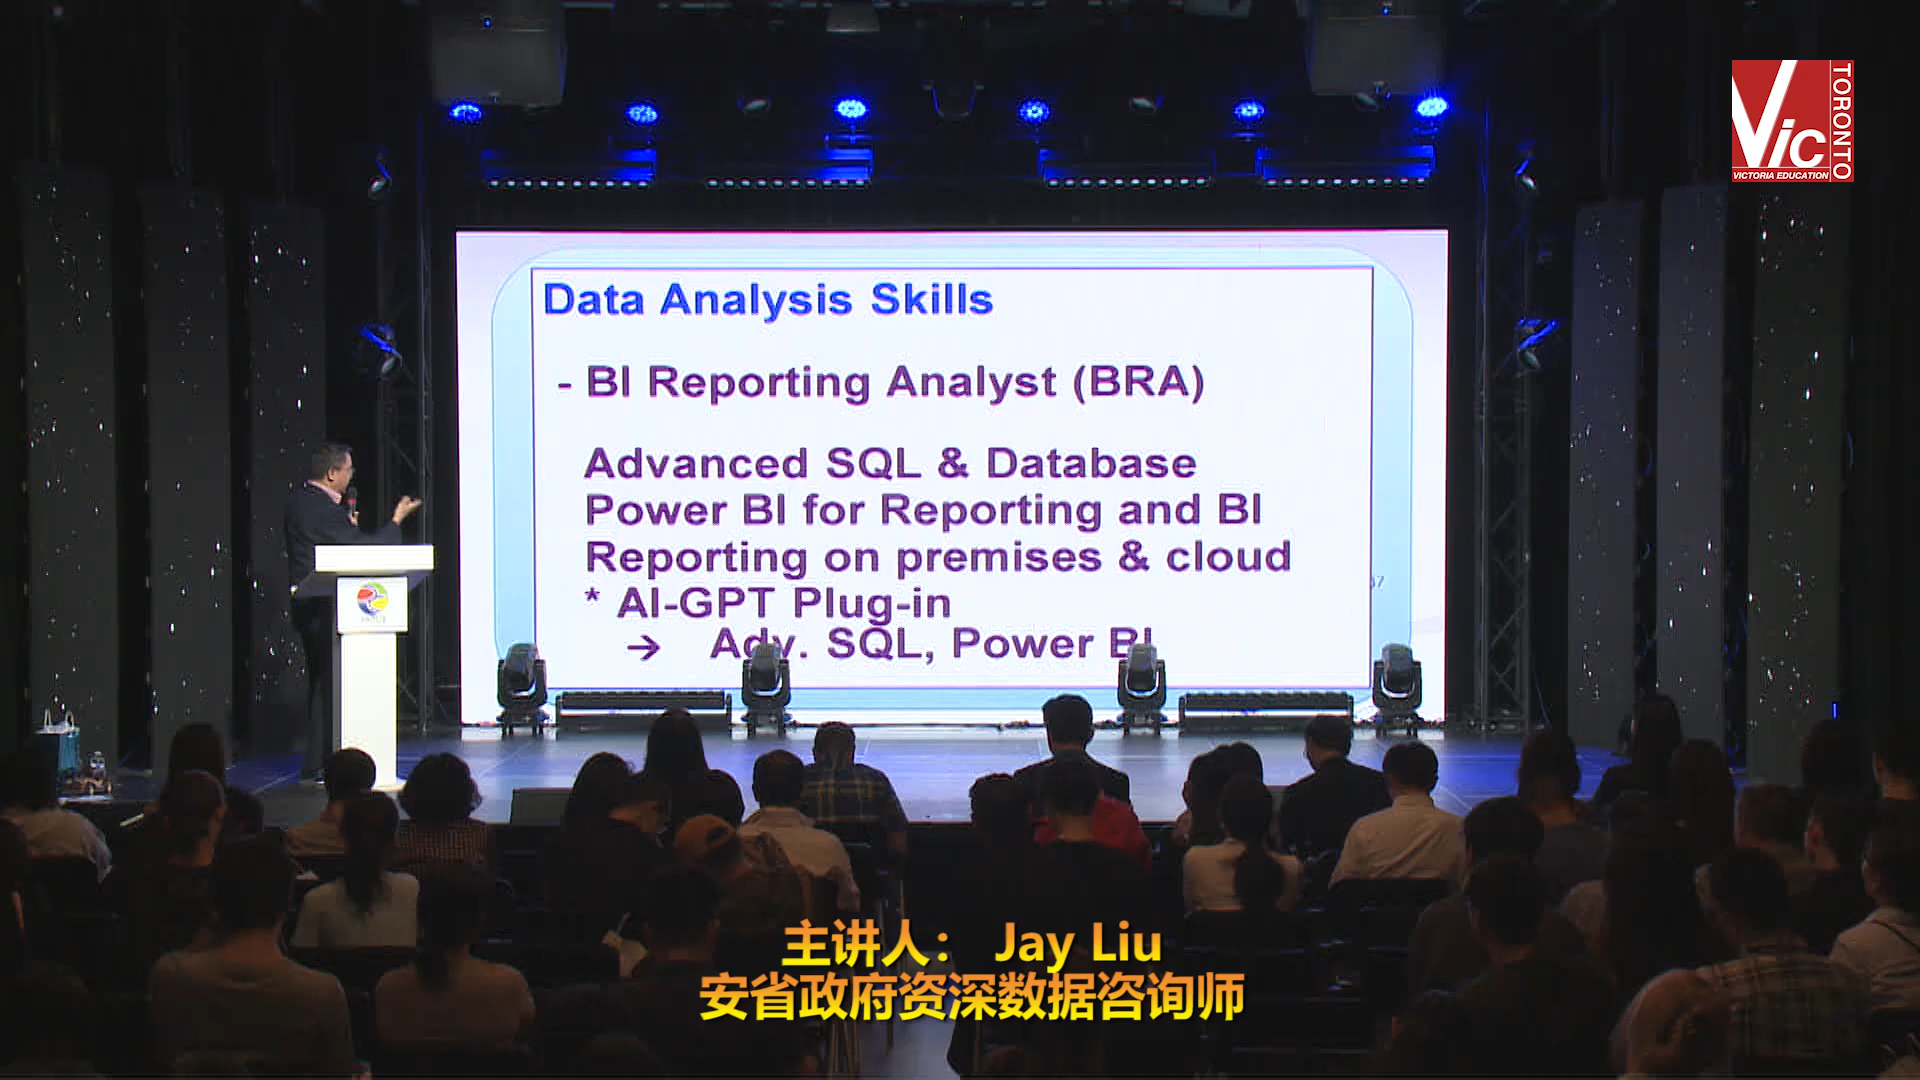 Vic
TORONTO
VICTORIA EDUCATION
Data Analysis Skills
- BI Reporting Analyst (BRA)
Advanced SQL & Database
Power BI for Reporting and BI
Reporting on premises & cloud
* AI-GPT Plug-in
→ Adv. SQL, Power BI
主讲人： Jay Liu
安省政府资深数据咨询师